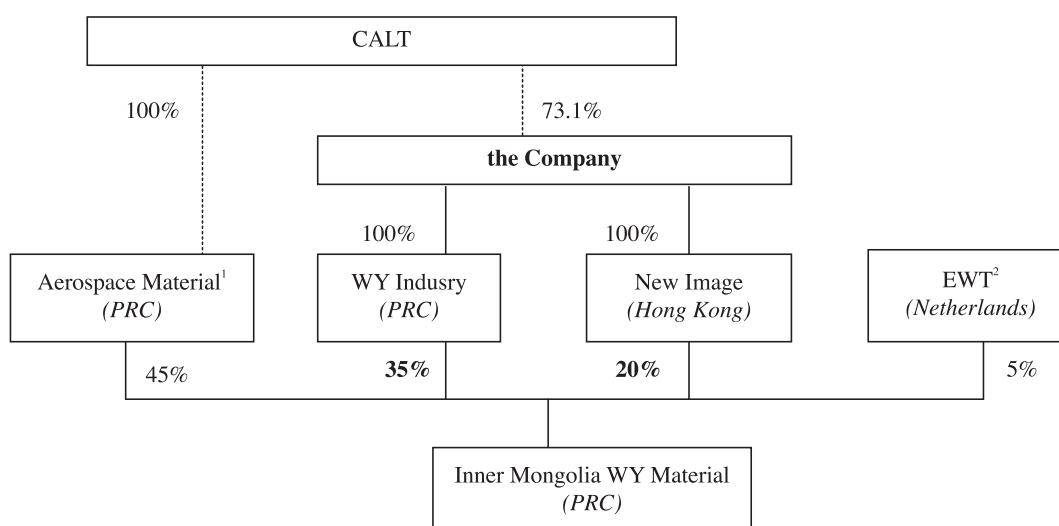 CALT
100%
73.1%
the Company
100%
100%
Aerospace Material¹
(PRC)
WY Indusry
(PRC)
New Image
(Hong Kong)
EWT²
(Netherlands)
45%
35%
20%
5%
Inner Mongolia WY Material
(PRC)